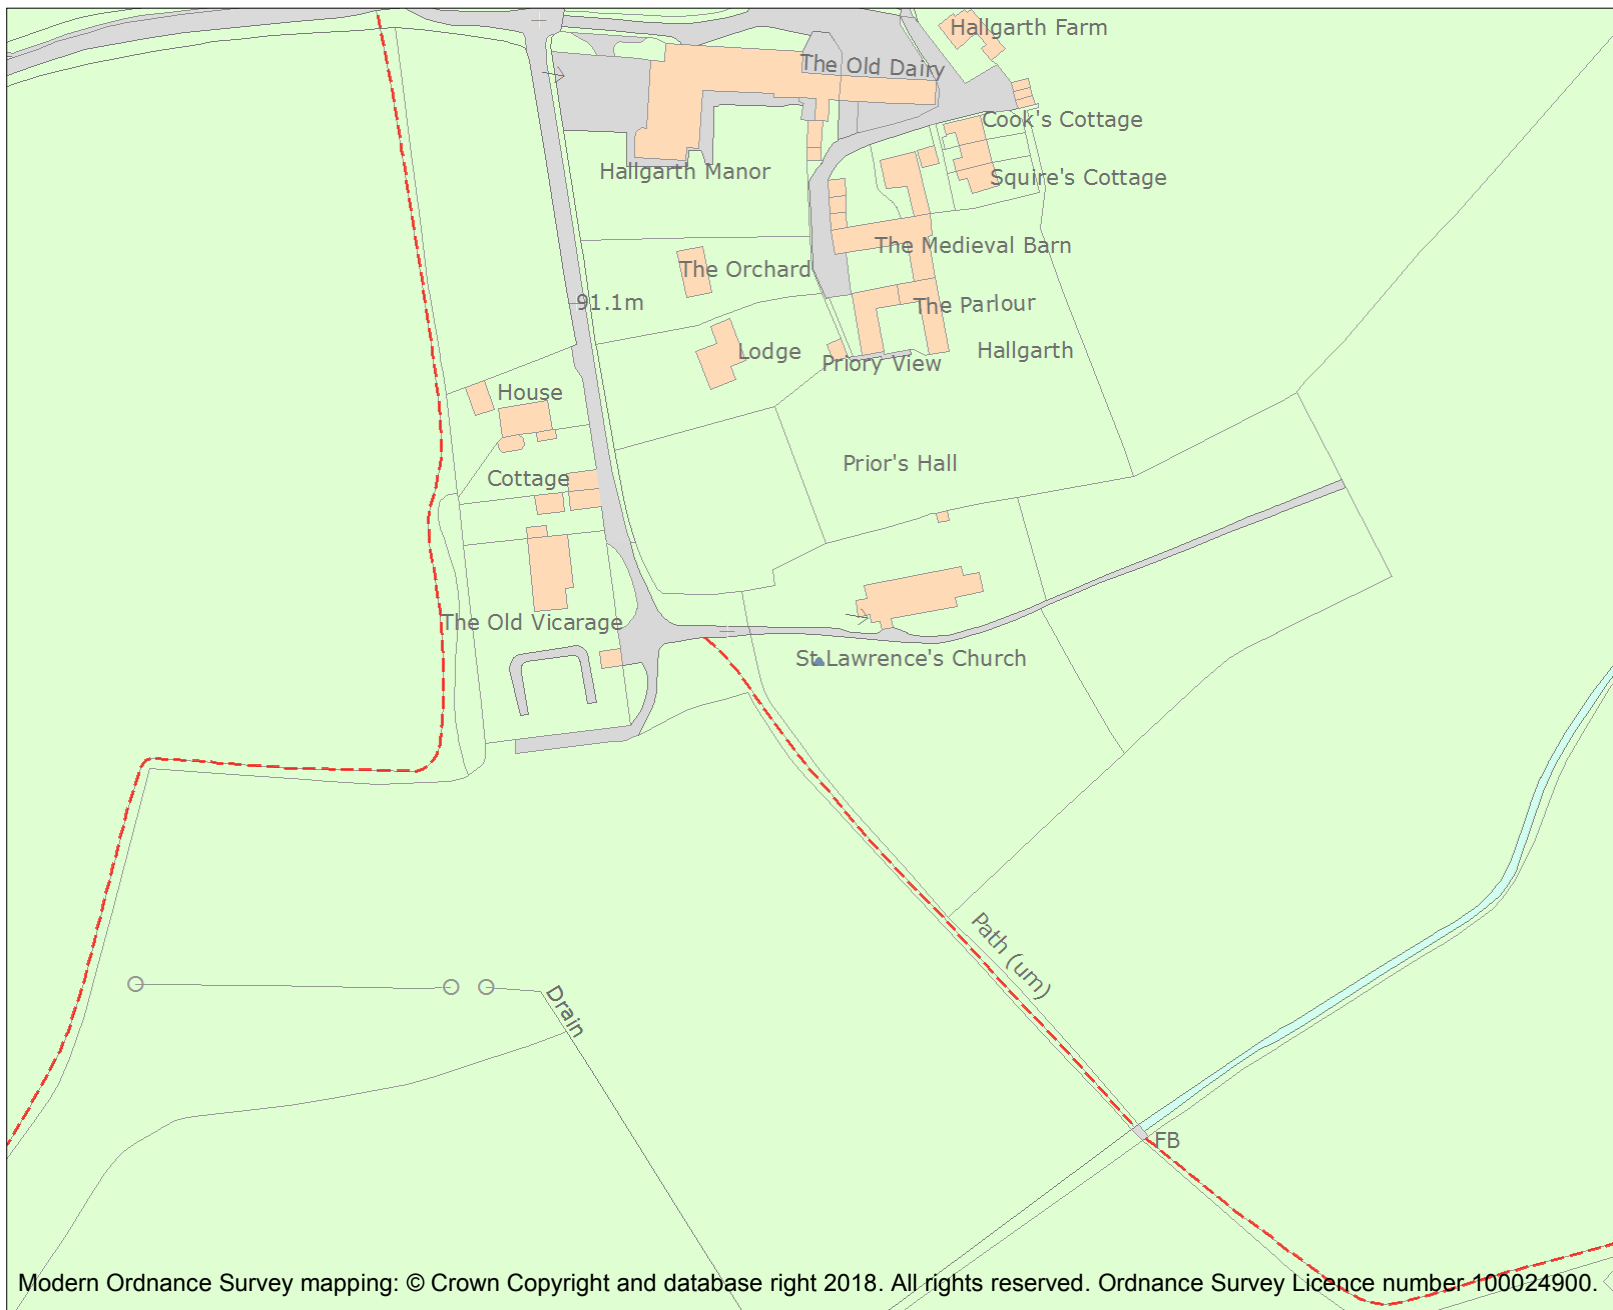 Hallgarth Farm
The Old Dairy
Cook's Cottage
Hallgarth Manor
Squire's Cottage
The Medieval Barn
The Orchard
91.1m
The Parlour
Lodge
Hallgarth
Priory View
House
Prior's Hall
Cottage
The Old Vicarage
St Lawrence's Church
Path (um)
Drain
FB
Modern Ordnance Survey mapping: © Crown Copyright and database right 2018. All rights reserved. Ordnance Survey Licence number 100024900.